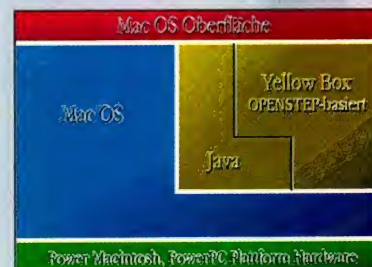 Mac OS Oberfläche
Mac OS
Yellow Box
OPENSTEP-basiert
Java
Power Macintosh, PowerPC Plattform Hardware